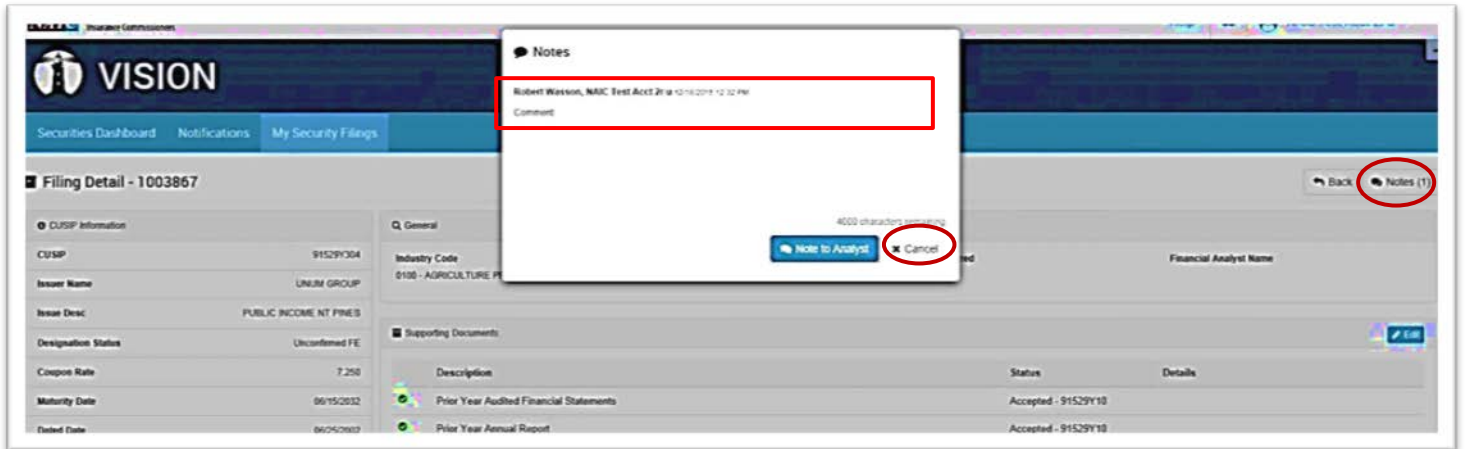 Insurance Commissioners
VISION
Securities Dashboard Notifications My Security Filings
Notes
Robert Wasson, NAIC Test Acct 2
12:32 PM
Comment
4000 characters remaining
Note to Analyst Cancel
Filing Detail - 1003867
Back Notes (1)
CUSIP Information
CUSIP 91529Y304
Issuer Name UNUM GROUP
Issue Desc PUBLIC INCOME NT PINES
Designation Status Unconfirmed FE
Coupon Rate 7.250
Maturity Date 06/15/2032
Dated Date 06/25/2002
General
Industry Code Financial Analyst Name
0100 - AGRICULTURE
Supporting Documents Edit
Description Status Details
Prior Year Audited Financial Statements Accepted - 91529Y10
Prior Year Annual Report Accepted - 91529Y10